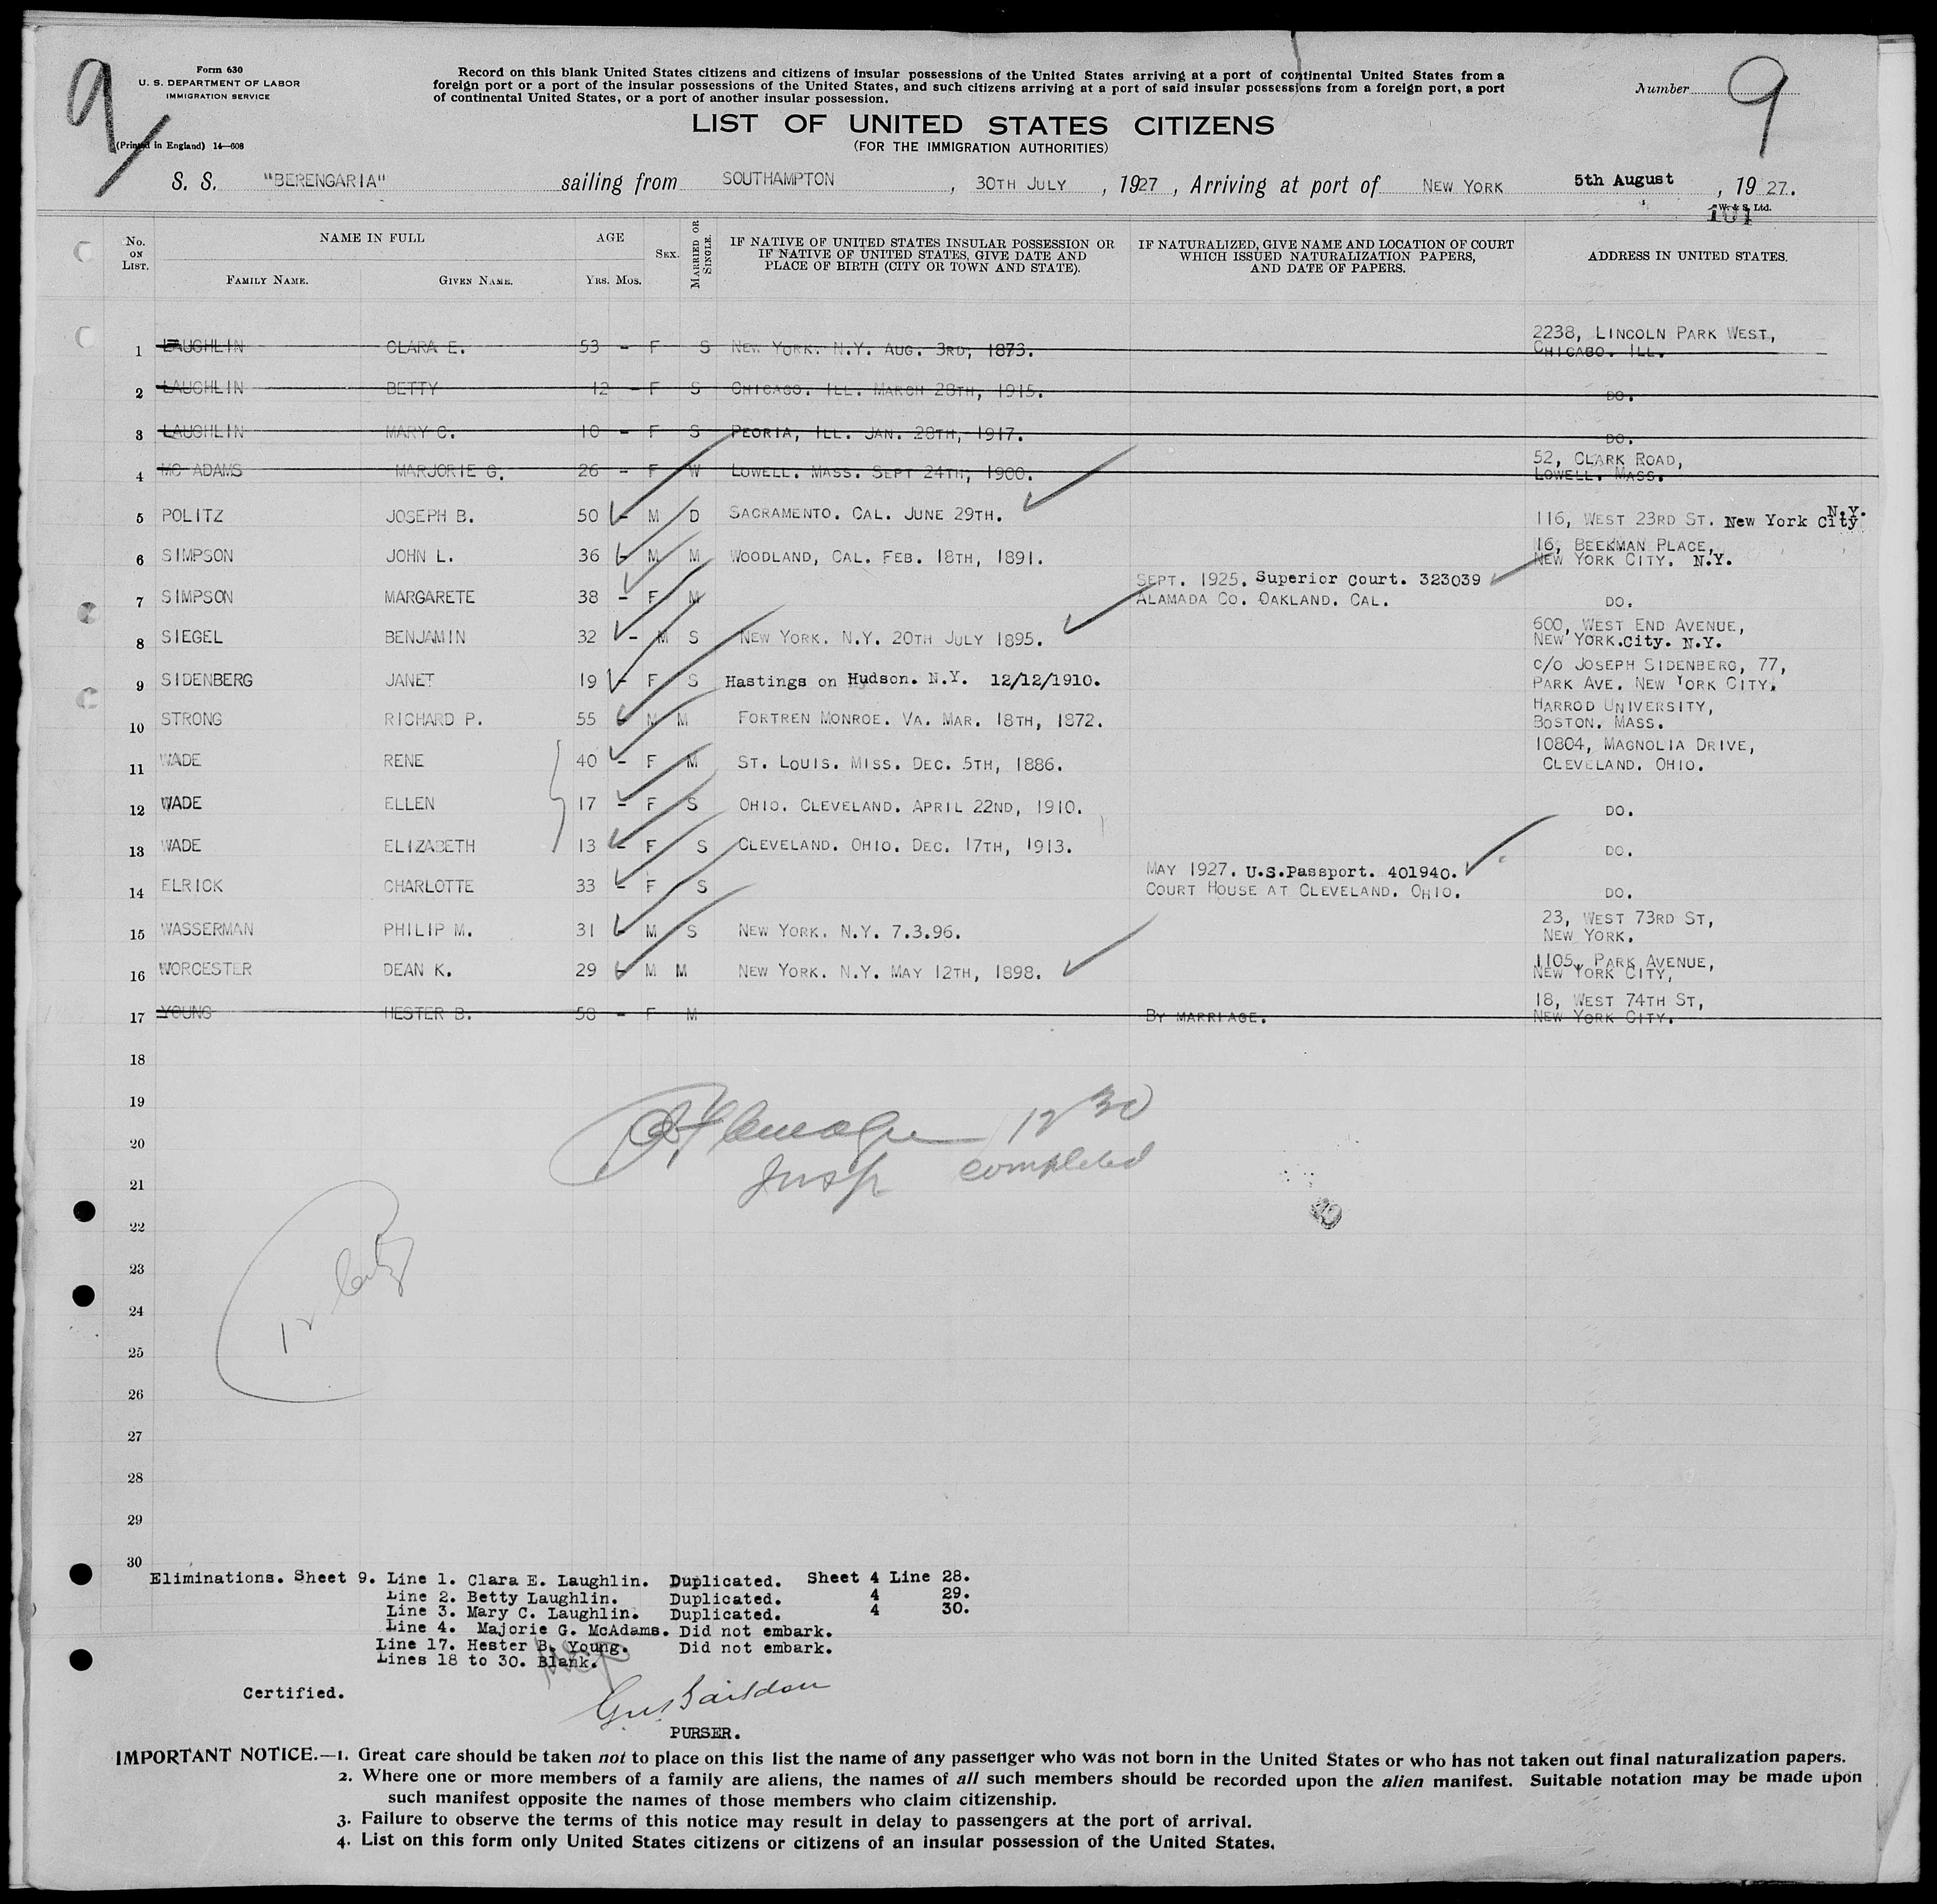 9
Form 630
U. S. DEPARTMENT OF LABOR
IMMIGRATION SERVICE
(Printed in England) 14—608
Record on this blank United States citizens and citizens of insular possessions of the United States arriving at a port of continental United States from a
foreign port or a port of the insular possessions of the United States, and such citizens arriving at a port of said insular possessions from a foreign port, a port
of continental United States, or a port of another insular possession.
Number 9
LIST OF UNITED STATES CITIZENS
(FOR THE IMMIGRATION AUTHORITIES)
S. S. "BERENGARIA" sailing from SOUTHAMPTON, 30TH JULY, 1927, Arriving at port of NEW YORK 5th August, 1927.
W. & S. Ltd.
101
No. ON LIST. NAME IN FULL FAMILY NAME. GIVEN NAME. AGE YRS. MOS. SEX. MARRIED OR SINGLE. IF NATIVE OF UNITED STATES INSULAR POSSESSION OR IF NATIVE OF UNITED STATES, GIVE DATE AND PLACE OF BIRTH (CITY OR TOWN AND STATE). IF NATURALIZED, GIVE NAME AND LOCATION OF COURT WHICH ISSUED NATURALIZATION PAPERS, AND DATE OF PAPERS. ADDRESS IN UNITED STATES.
1 LAUGHLIN CLARA E. 53 - F S NEW YORK. N.Y. AUG. 3RD, 1873. 2238, LINCOLN PARK WEST, CHICAGO. ILL.
2 LAUGHLIN BETTY 12 - F S CHICAGO. ILL. MARCH 28TH, 1915. DO.
3 LAUGHLIN MARY C. 10 - F S PEORIA, ILL. JAN. 28TH, 1917. DO.
4 MC ADAMS MARJORIE G. 26 - F W LOWELL. MASS. SEPT 24TH, 1900. 52, CLARK ROAD, LOWELL. MASS.
5 POLITZ JOSEPH B. 50 - M D SACRAMENTO. CAL. JUNE 29TH. 116, WEST 23RD ST. New York City N.Y.
6 SIMPSON JOHN L. 36 - M M WOODLAND, CAL. FEB. 18TH, 1891. 16, BEEKMAN PLACE, NEW YORK CITY. N.Y.
7 SIMPSON MARGARETE 38 - F M SEPT. 1925. Superior Court. 323039 ALAMADA CO. OAKLAND. CAL. DO.
8 SIEGEL BENJAMIN 32 - M S NEW YORK. N.Y. 20TH JULY 1895. 600, WEST END AVENUE, NEW YORK.City. N.Y.
9 SIDENBERG JANET 19 - F S Hastings on Hudson. N.Y. 12/12/1910. C/O JOSEPH SIDENBERG, 77, PARK AVE. NEW YORK CITY.
10 STRONG RICHARD P. 55 - M M FORTREN MONROE. VA. MAR. 18TH, 1872. HARROD UNIVERSITY, BOSTON. MASS.
11 WADE RENE 40 - F M ST. LOUIS. MISS. DEC. 5TH, 1886. 10804, MAGNOLIA DRIVE, CLEVELAND. OHIO.
12 WADE ELLEN 17 - F S OHIO. CLEVELAND. APRIL 22ND, 1910. DO.
13 WADE ELIZABETH 13 - F S CLEVELAND. OHIO. DEC. 17TH, 1913. DO.
14 ELRICK CHARLOTTE 33 - F S MAY 1927. U.S.Passport. 401940. COURT HOUSE AT CLEVELAND. OHIO. DO.
15 WASSERMAN PHILIP M. 31 - M S NEW YORK. N.Y. 7.3.96. 23, WEST 73RD ST, NEW YORK.
16 WORCESTER DEAN K. 29 - M M NEW YORK. N.Y. MAY 12TH, 1898. 1105, PARK AVENUE, NEW YORK CITY,
17 YOUNG HESTER B. 58 - F M BY MARRIAGE. 18, WEST 74TH ST, NEW YORK CITY.
18
19
12 30
20
Insp completed
21
22
23
24
12
25
26
27
28
29
30
Eliminations. Sheet 9. Line 1. Clara E. Laughlin. Duplicated. Sheet 4 Line 28.
Line 2. Betty Laughlin. Duplicated. 4 29.
Line 3. Mary C. Laughlin. Duplicated. 4 30.
Line 4. Majorie G. McAdams. Did not embark.
Line 17. Hester B. Young. Did not embark.
Lines 18 to 30. Blank.
Certified.
PURSER.
IMPORTANT NOTICE.—1. Great care should be taken not to place on this list the name of any passenger who was not born in the United States or who has not taken out final naturalization papers.
2. Where one or more members of a family are aliens, the names of all such members should be recorded upon the alien manifest. Suitable notation may be made upon
such manifest opposite the names of those members who claim citizenship.
3. Failure to observe the terms of this notice may result in delay to passengers at the port of arrival.
4. List on this form only United States citizens or citizens of an insular possession of the United States.